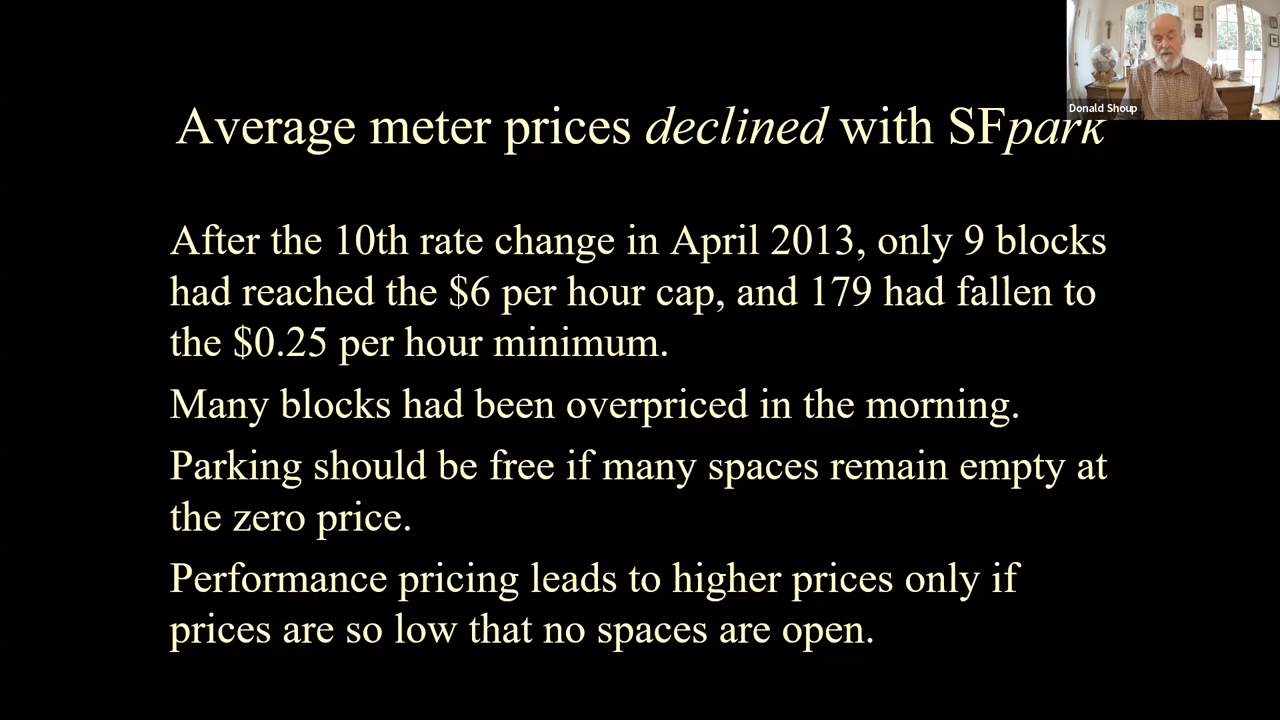 Donald Shoup
Average meter prices declined with SFpark
After the 10th rate change in April 2013, only 9 blocks
had reached the $6 per hour cap, and 179 had fallen to
the $0.25 per hour minimum.
Many blocks had been overpriced in the morning.
Parking should be free if many spaces remain empty at
the zero price.
Performance pricing leads to higher prices only if
prices are so low that no spaces are open.